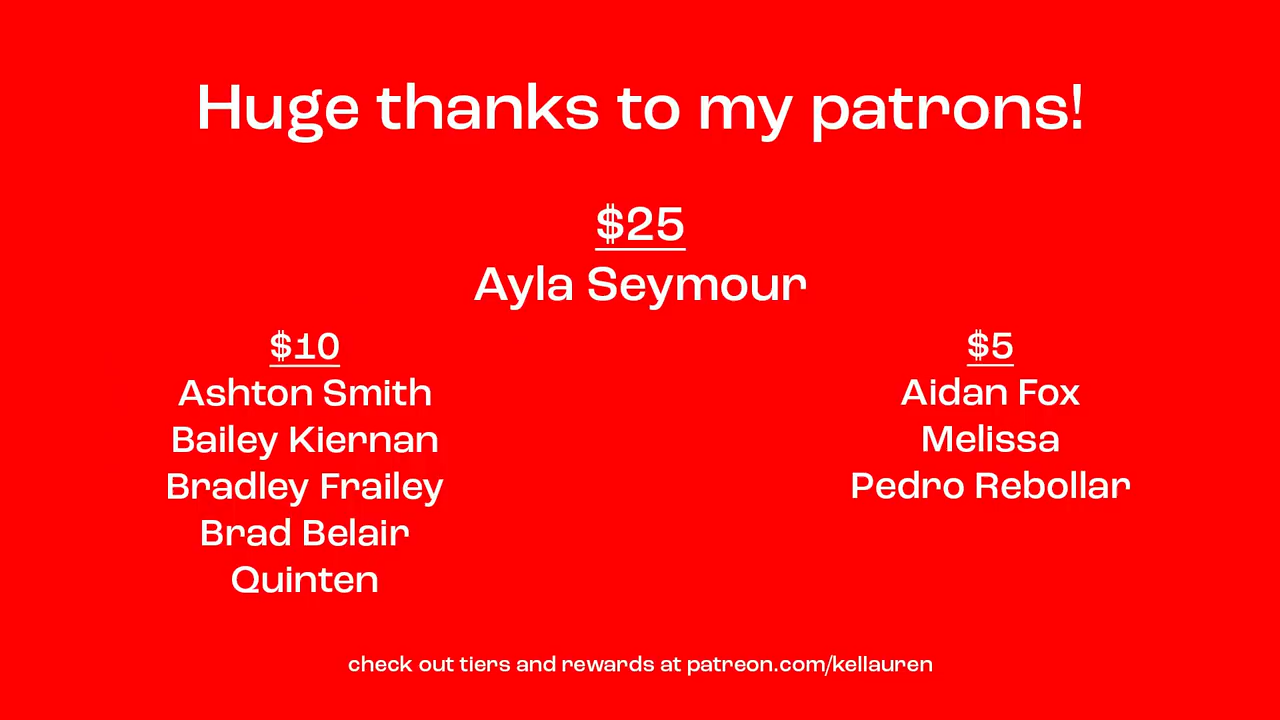 Huge thanks to my patrons!
$25
Ayla Seymour
$10
Ashton Smith
Bailey Kiernan
Bradley Frailey
Brad Belair
Quinten
$5
Aidan Fox
Melissa
Pedro Rebollar
check out tiers and rewards at patreon.com/kellauren